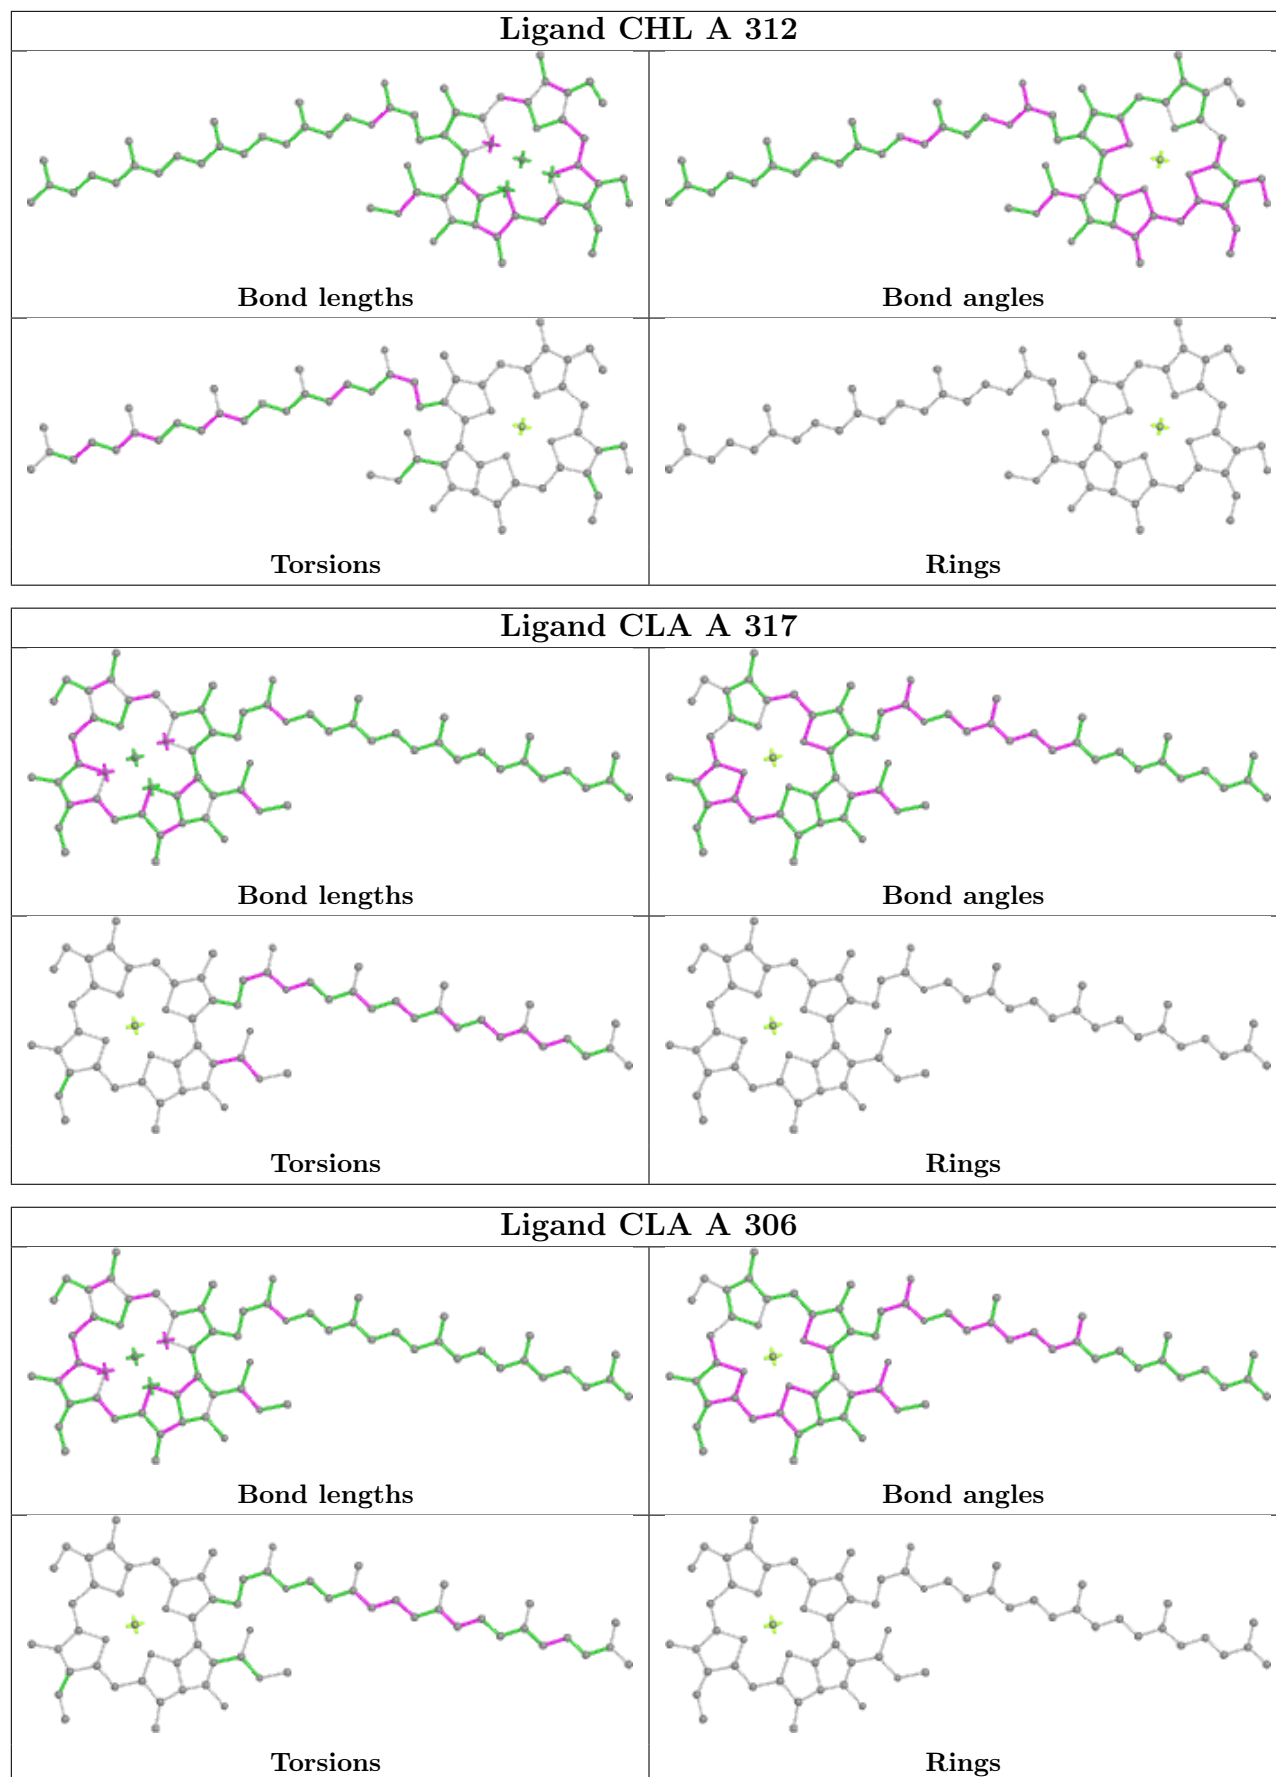 Ligand CHL A 312
Bond lengths
Bond angles
Torsions
Rings
Ligand CLA A 317
Bond lengths
Bond angles
Torsions
Rings
Ligand CLA A 306
Bond lengths
Bond angles
Torsions
Rings